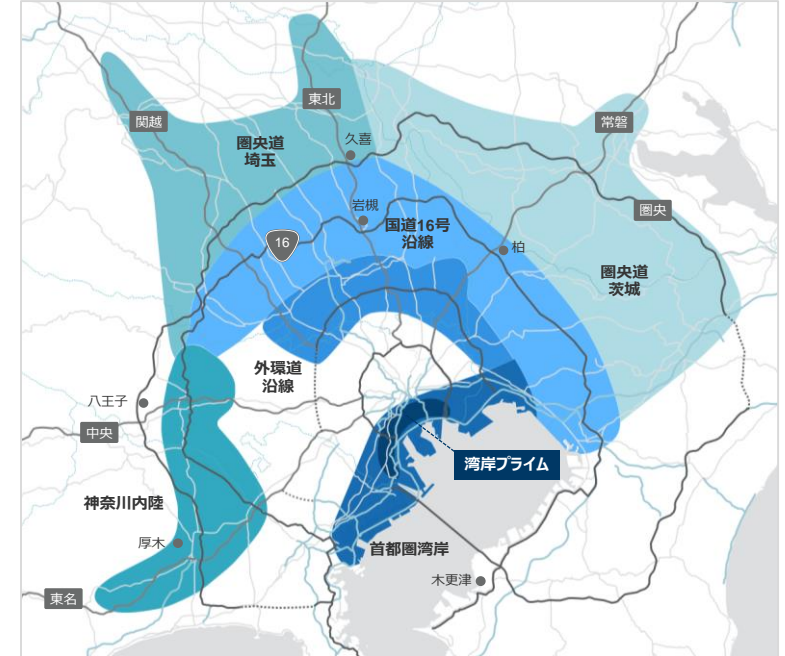 東北
関越
常磐
圏央道
埼玉
久喜
岩槻
国道16号
沿線
圏央
16
柏
圏央道
茨城
外環道
沿線
八王子
中央
湾岸プライム
神奈川内陸
厚木
首都圏湾岸
木更津
東名